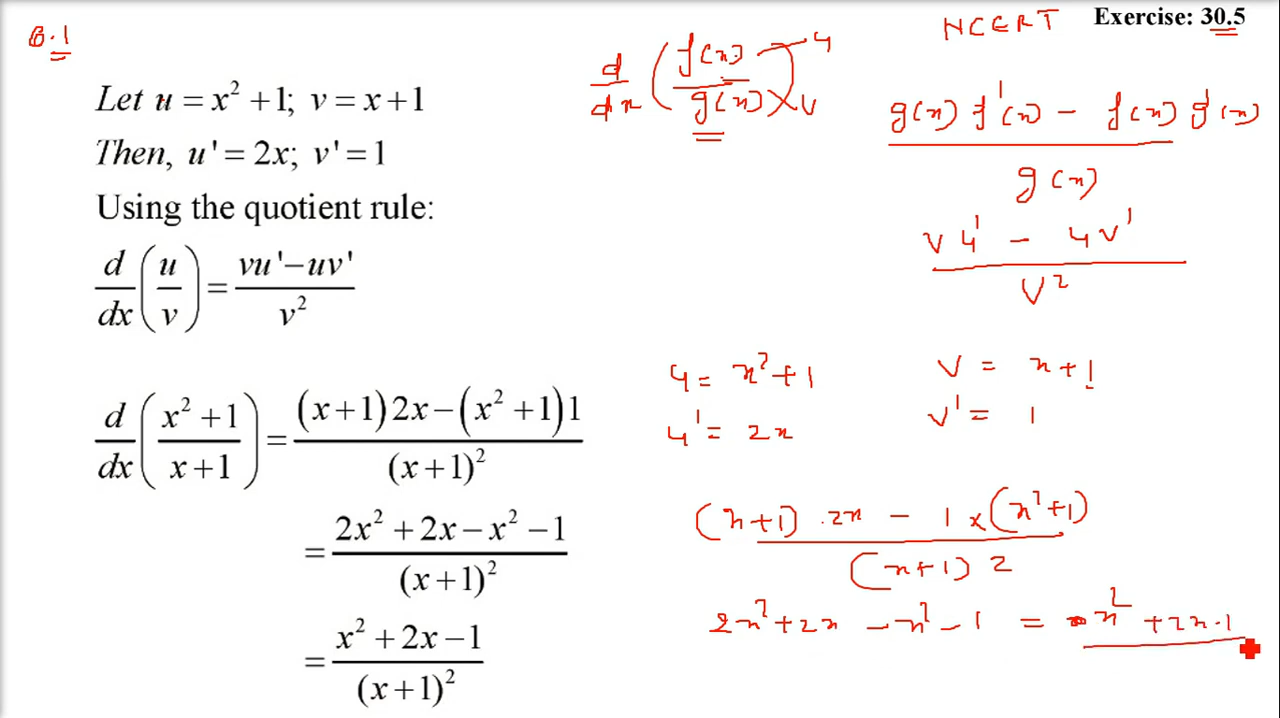 NCERT Exercise: 30.5
Q.1
Let u = x² + 1; v = x + 1
Then, u' = 2x; v' = 1
Using the quotient rule:
d/dx (u/v) = (vu' − uv') / v²
d/dx ((x² + 1)/(x + 1)) = ((x + 1)2x − (x² + 1)1) / (x + 1)²
= (2x² + 2x − x² − 1) / (x + 1)²
= (x² + 2x − 1) / (x + 1)²
d/dx (f(x)/g(x)) u v
(g(x) f'(x) − f(x) g'(x)) / g(x)
(v u' − u v') / v²
u = x² + 1 v = x + 1
u' = 2x v' = 1
((x + 1) . 2x − 1 × (x² + 1)) / (x + 1) 2
2x² + 2x − x² − 1 = x² + 2x - 1